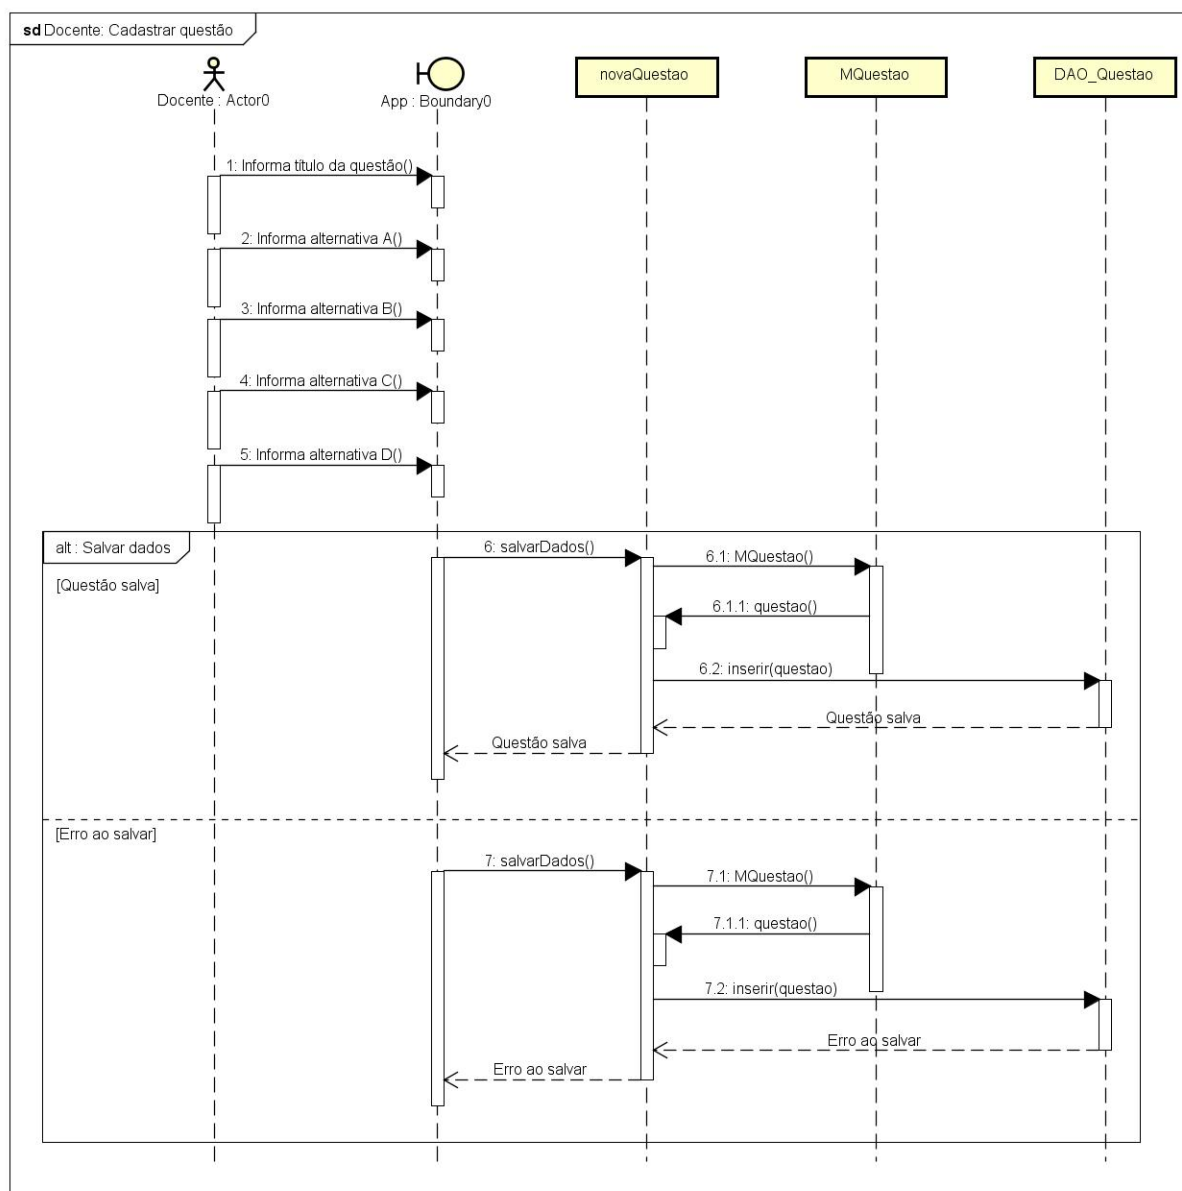 sd Docente: Cadastrar questão
Docente : Actor0
App : Boundary0
novaQuestao
MQuestao
DAO_Questao
1: Informa título da questão()
2: Informa alternativa A()
3: Informa alternativa B()
4: Informa alternativa C()
5: Informa alternativa D()
alt : Salvar dados
[Questão salva]
6: salvarDados()
6.1: MQuestao()
6.1.1: questao()
6.2: inserir(questao)
Questão salva
Questão salva
[Erro ao salvar]
7: salvarDados()
7.1: MQuestao()
7.1.1: questao()
7.2: inserir(questao)
Erro ao salvar
Erro ao salvar